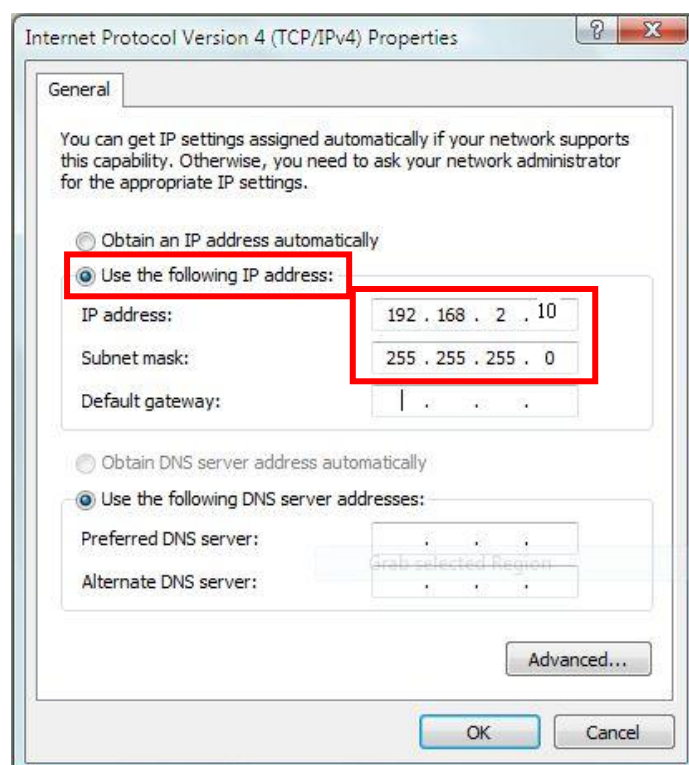 Internet Protocol Version 4 (TCP/IPv4) Properties
General
You can get IP settings assigned automatically if your network supports
this capability. Otherwise, you need to ask your network administrator
for the appropriate IP settings.
Obtain an IP address automatically
Use the following IP address:
IP address: 192 . 168 . 2 . 10
Subnet mask: 255 . 255 . 255 . 0
Default gateway: . . .
Obtain DNS server address automatically
Use the following DNS server addresses:
Preferred DNS server: . . .
Grab selected Region
Alternate DNS server: . . .
Advanced...
OK Cancel